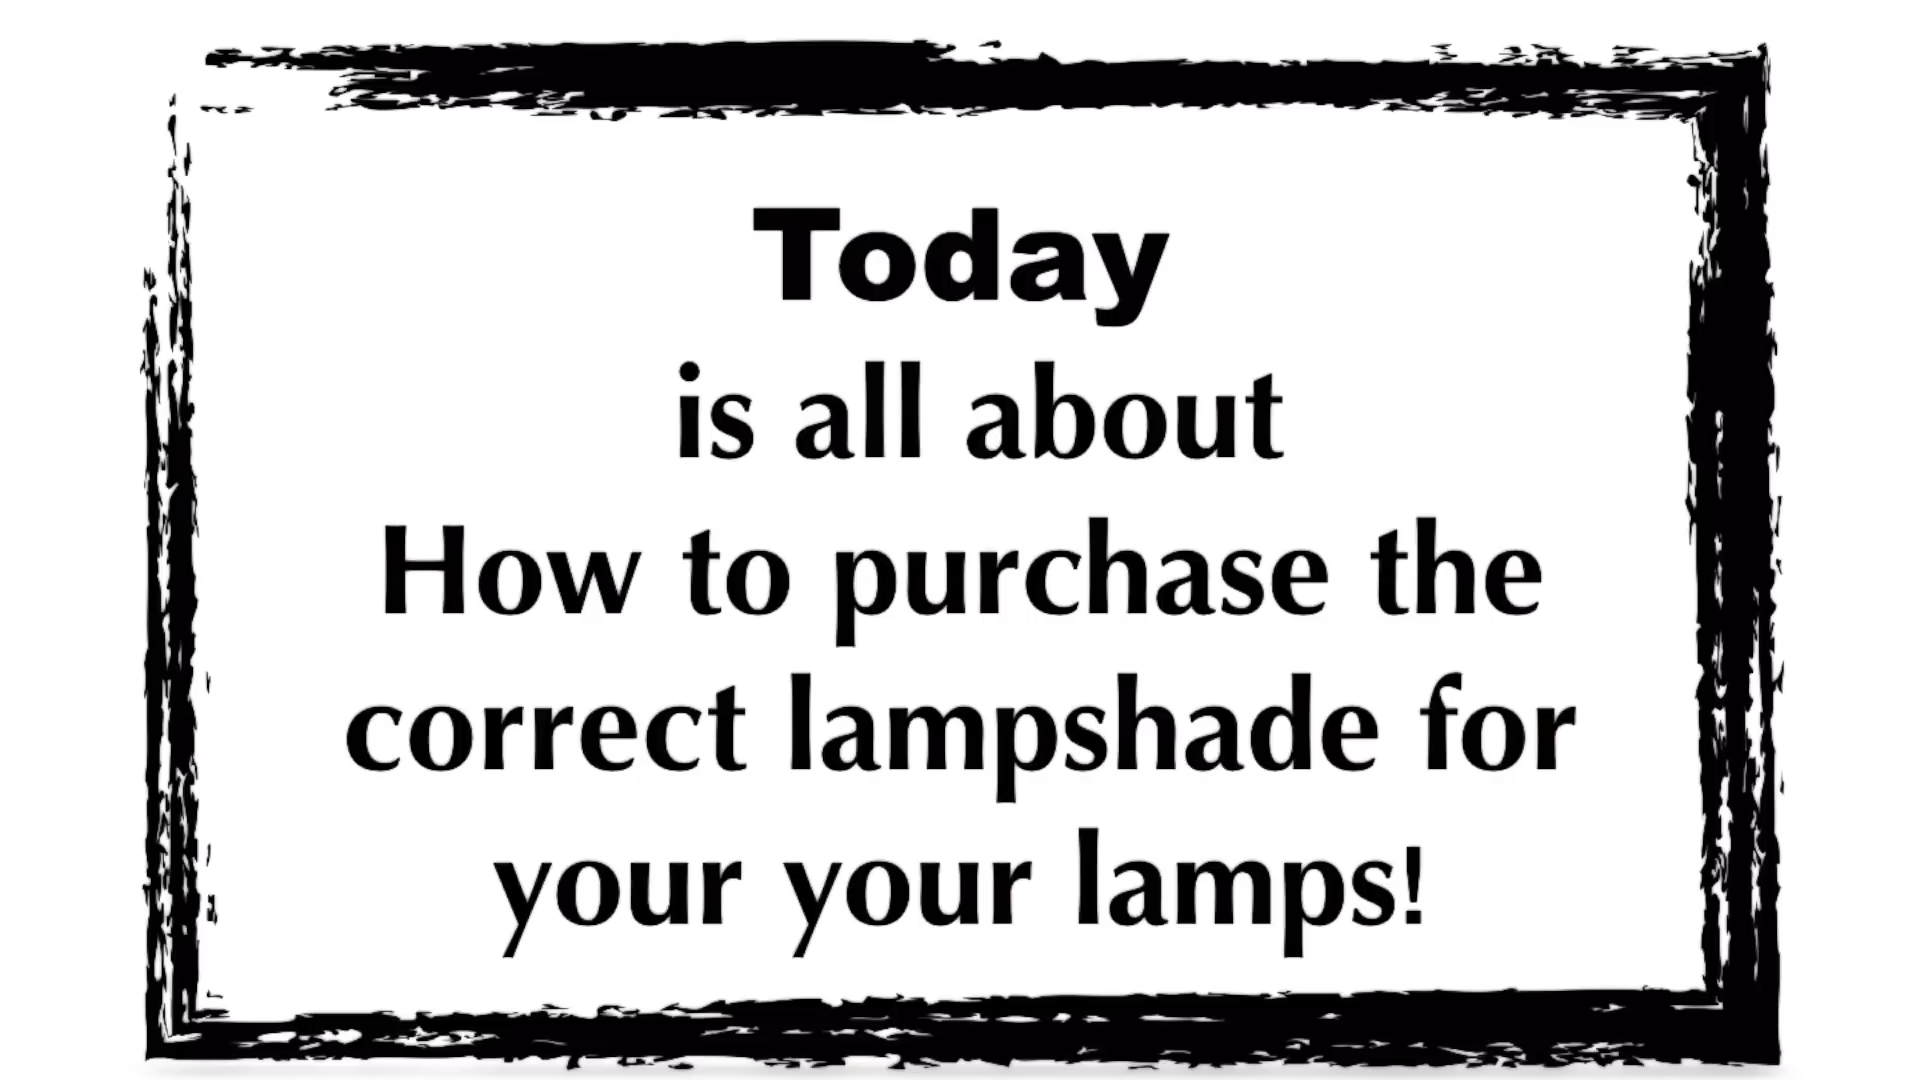 Today
is all about
How to purchase the
correct lampshade for
your your lamps!